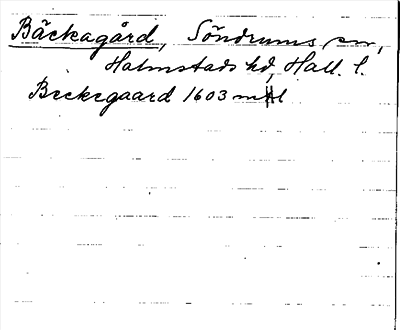 Bäckagård, Söndrums sn,
Halmstads hd, Hall. l.
Beckegaard 1603